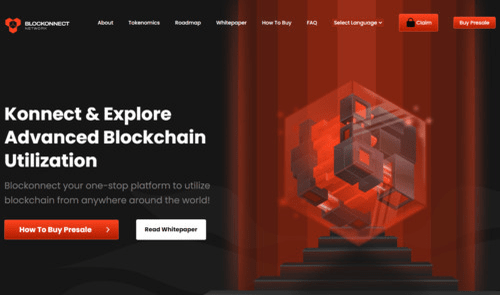 BLOCKONNECT
NETWORK
About
Tokenomics
Roadmap
Whitepaper
How To Buy
FAQ
Select Language
Claim
Buy Presale
Konnect & Explore
Advanced Blockchain
Utilization
Blockonnect your one-stop platform to utilize
blockchain from anywhere around the world!
How To Buy Presale
Read Whitepaper